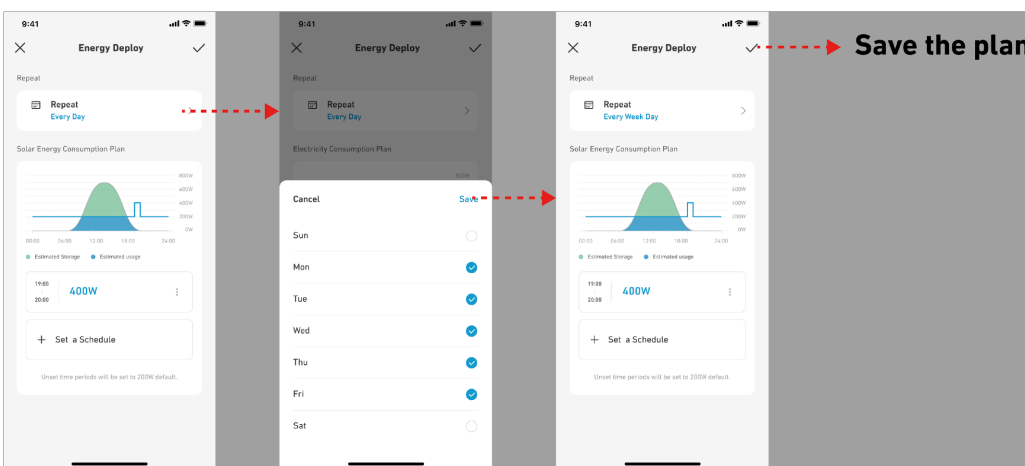 9:41
Energy Deploy
Repeat
Repeat
Every Day
Solar Energy Consumption Plan
800W
600W
400W
200W
0W
00:00 06:00 12:00 18:00 24:00
Estimated Storage Estimated usage
19:00
20:00
400W
+ Set a Schedule
Unset time periods will be set to 200W default.
9:41
Energy Deploy
Repeat
Repeat
Every Day
Electricity Consumption Plan
Cancel Save
Sun
Mon
Tue
Wed
Thu
Fri
Sat
9:41
Energy Deploy
Repeat
Repeat
Every Week Day
Solar Energy Consumption Plan
800W
600W
400W
200W
0W
00:00 06:00 12:00 18:00 24:00
Estimated Storage Estimated usage
19:00
20:00
400W
+ Set a Schedule
Unset time periods will be set to 200W default.
Save the plan